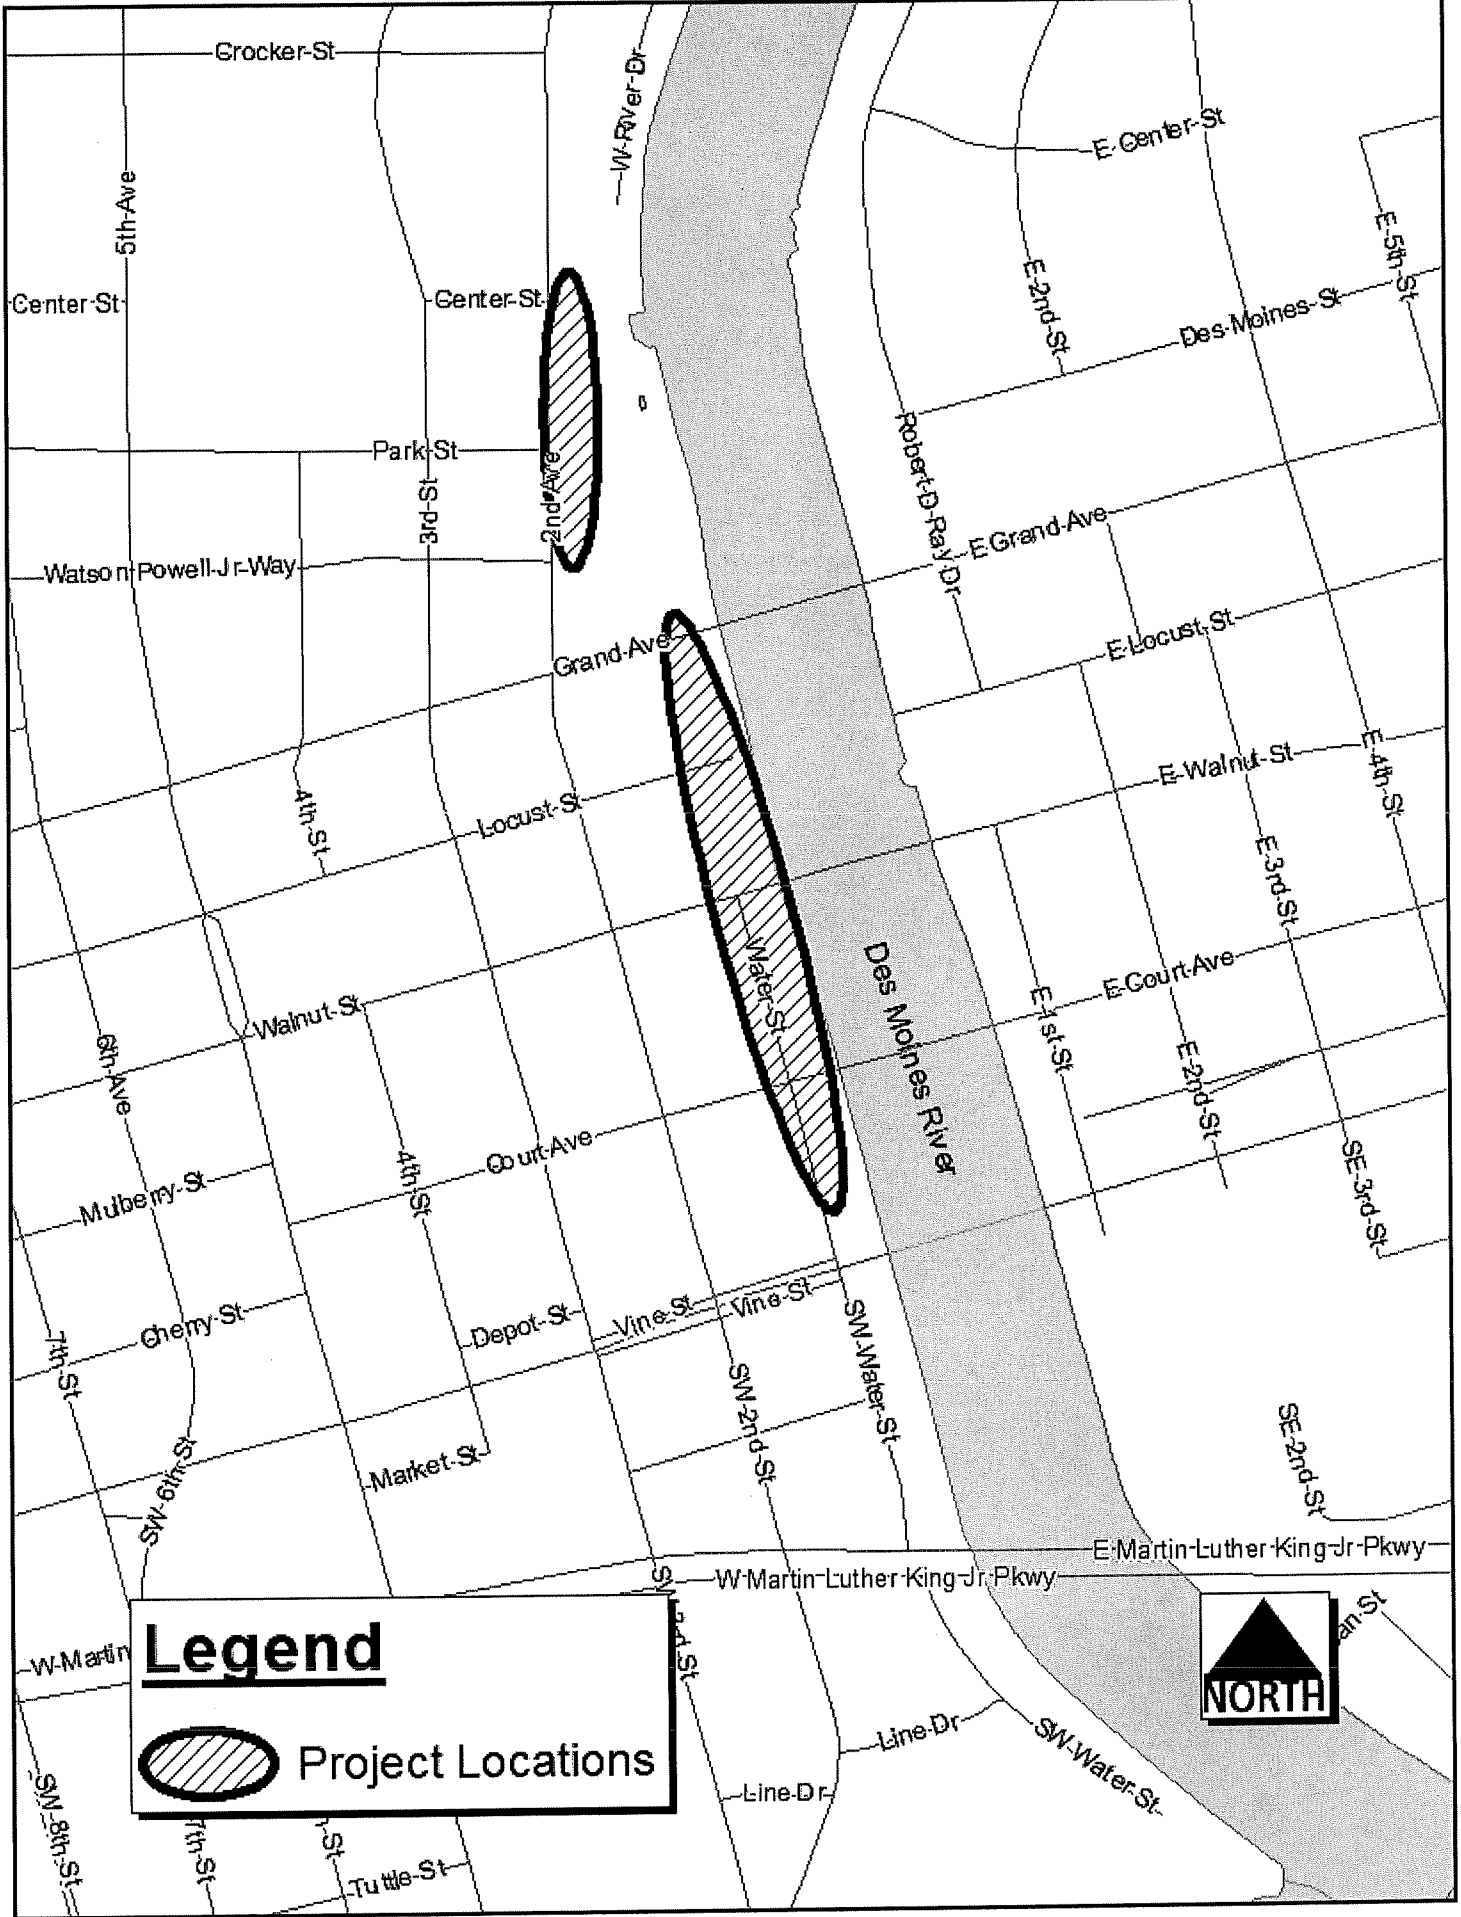 Crocker St
W River Dr
E Center St
5th Ave
E 5th St
Center St
Center St
E 2nd St
Des Moines St
Park St
3rd St
2nd Ave
Robert D Ray Dr
E Grand Ave
Watson Powell Jr Way
Grand Ave
E Locust St
4th St
Locust St
E Walnut St
E 4th St
E 3rd St
Water St
Des Moines River
Walnut St
6th Ave
E 1st St
E Court Ave
E 2nd St
Court Ave
4th St
Mulberry St
SE 3rd St
Cherry St
7th St
Depot St
Vine St
Vine St
SW Water St
SW 2nd St
SE 2nd St
SW 6th St
Market St
E Martin Luther King Jr Pkwy
W Martin Luther King Jr Pkwy
W Martin
Legend
Project Locations
NORTH
Line Dr
Line Dr
SW Water St
SW 8th St
7th St
Tuttle St